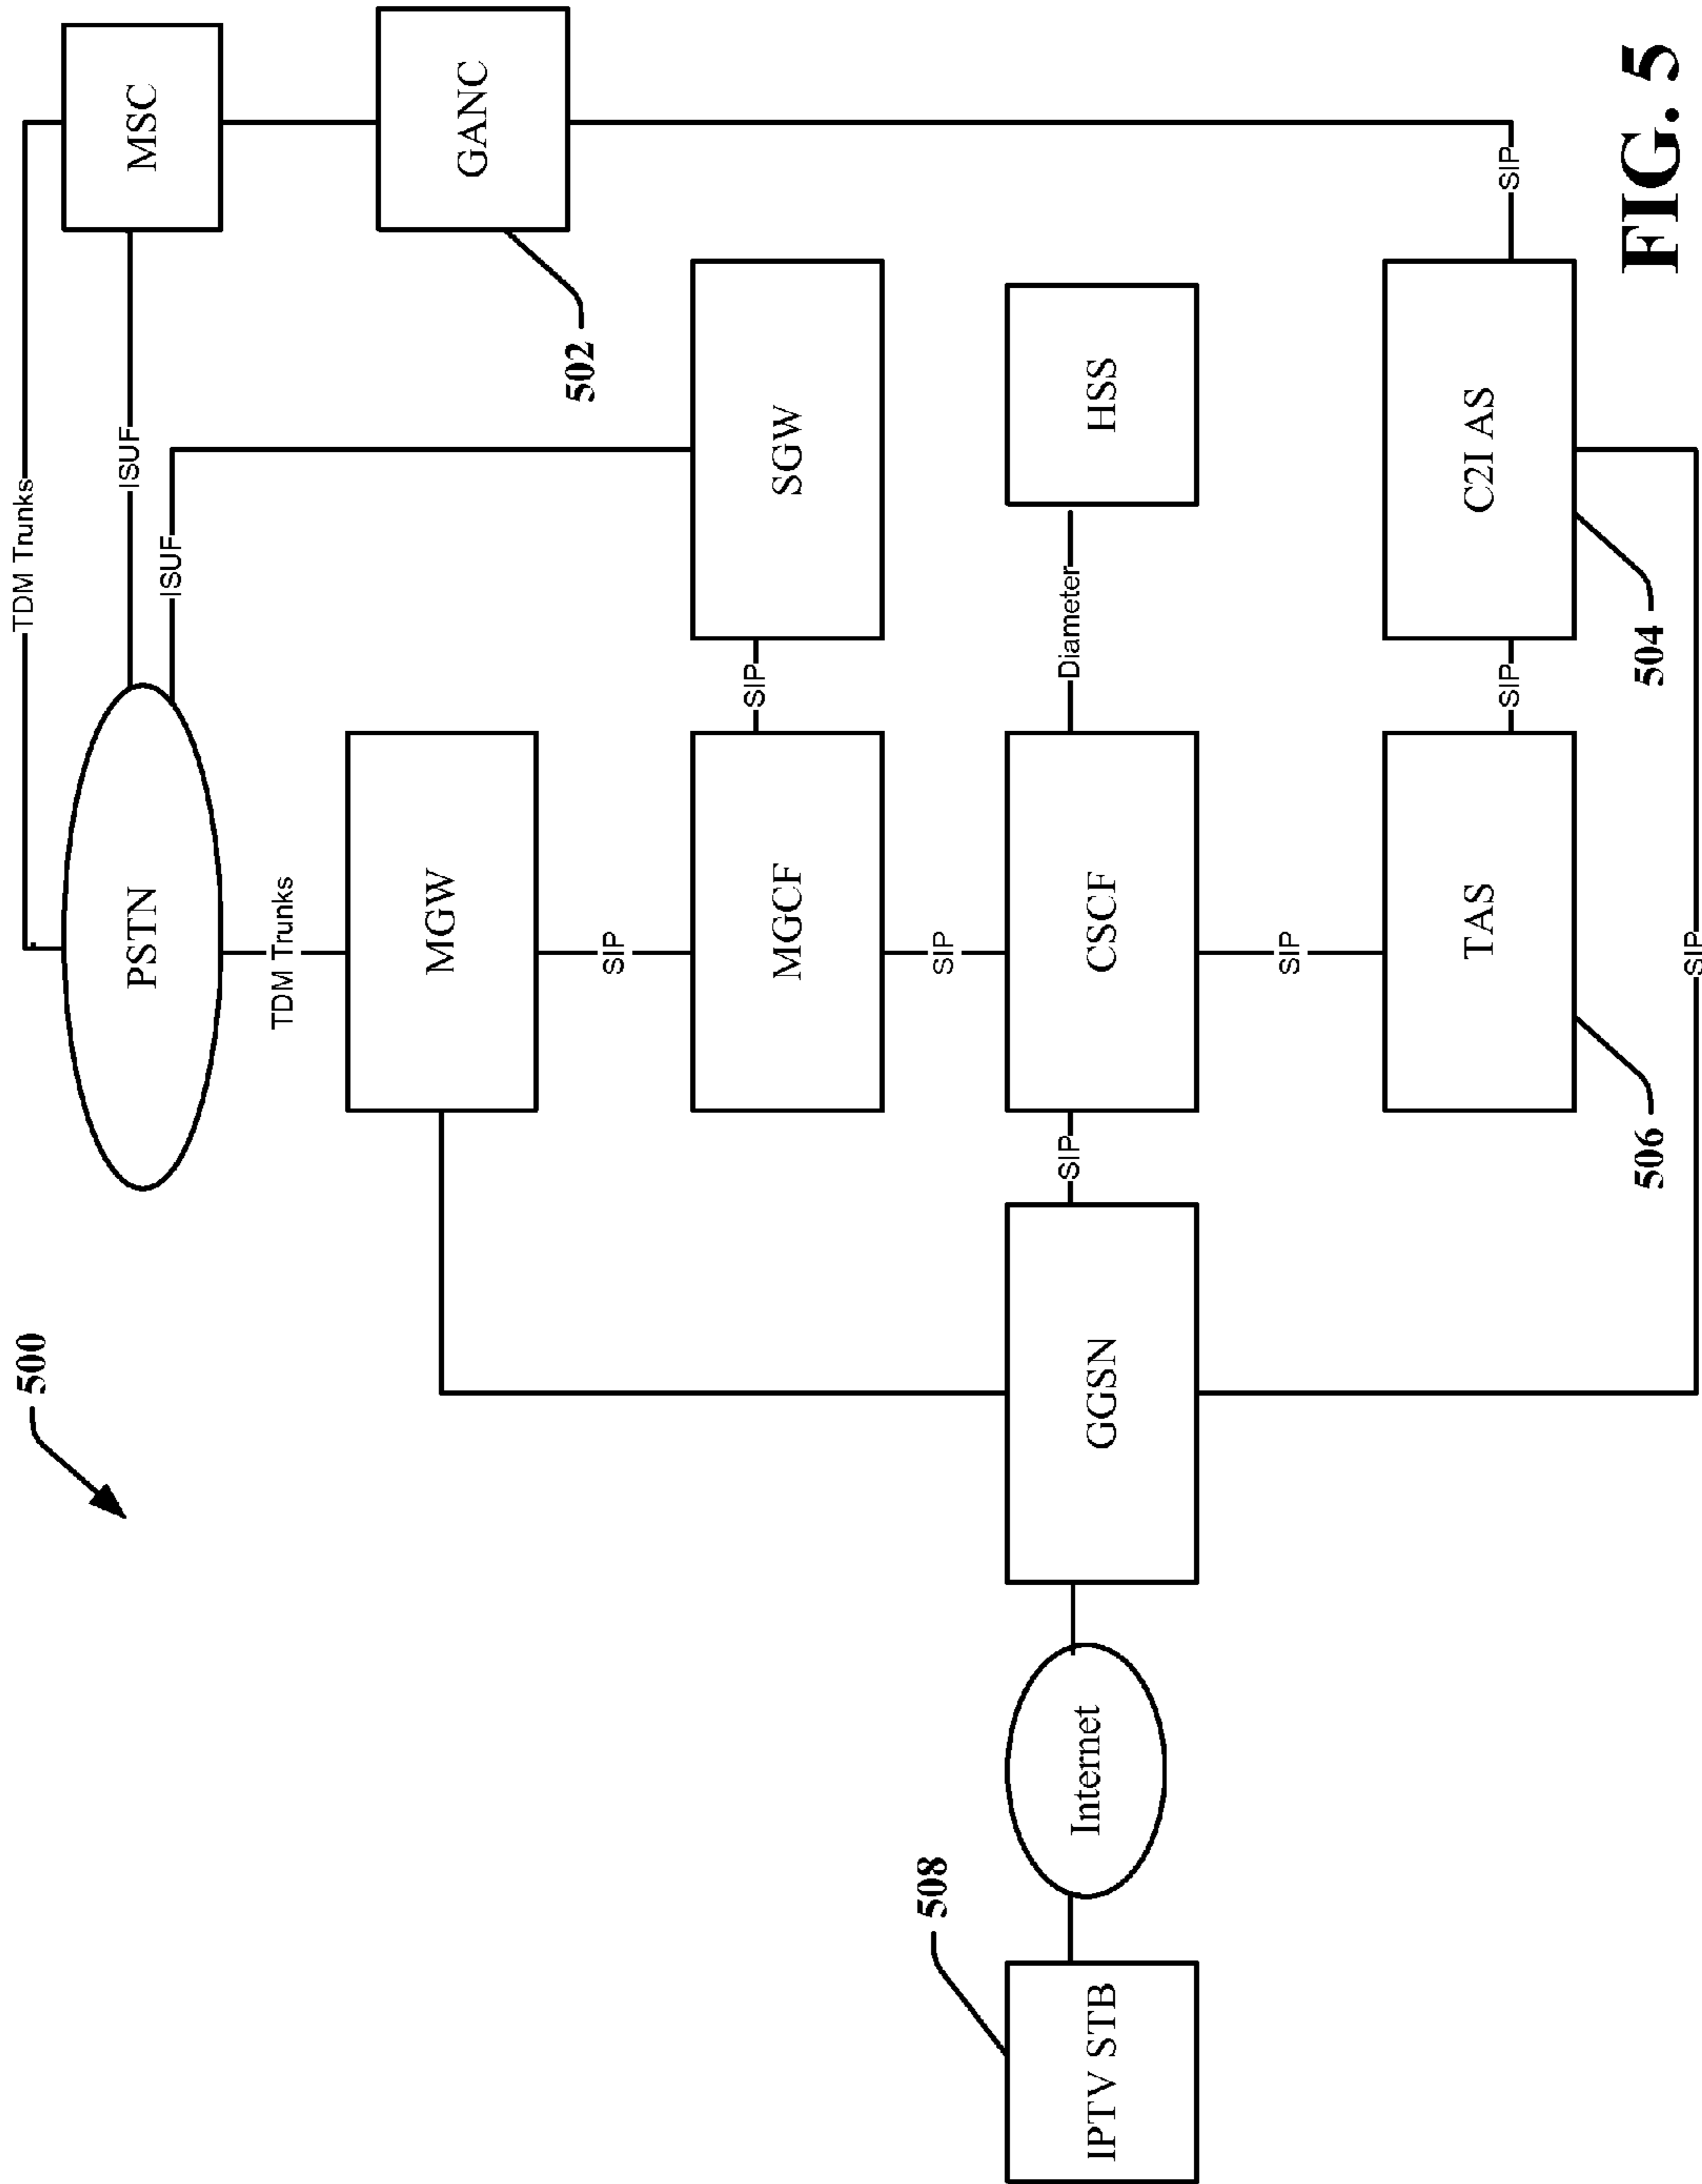 500
TDM Trunks
PSTN
ISUF
MSC
ISUF
TDM Trunks
MGW
GANC
502
SIP
MGCF
SIP
SGW
508
SIP
IPTV STB
Internet
GGSN
SIP
CSCF
Diameter
HSS
SIP
TAS
SIP
C2I AS
SIP
506
504
FIG. 5
SIP